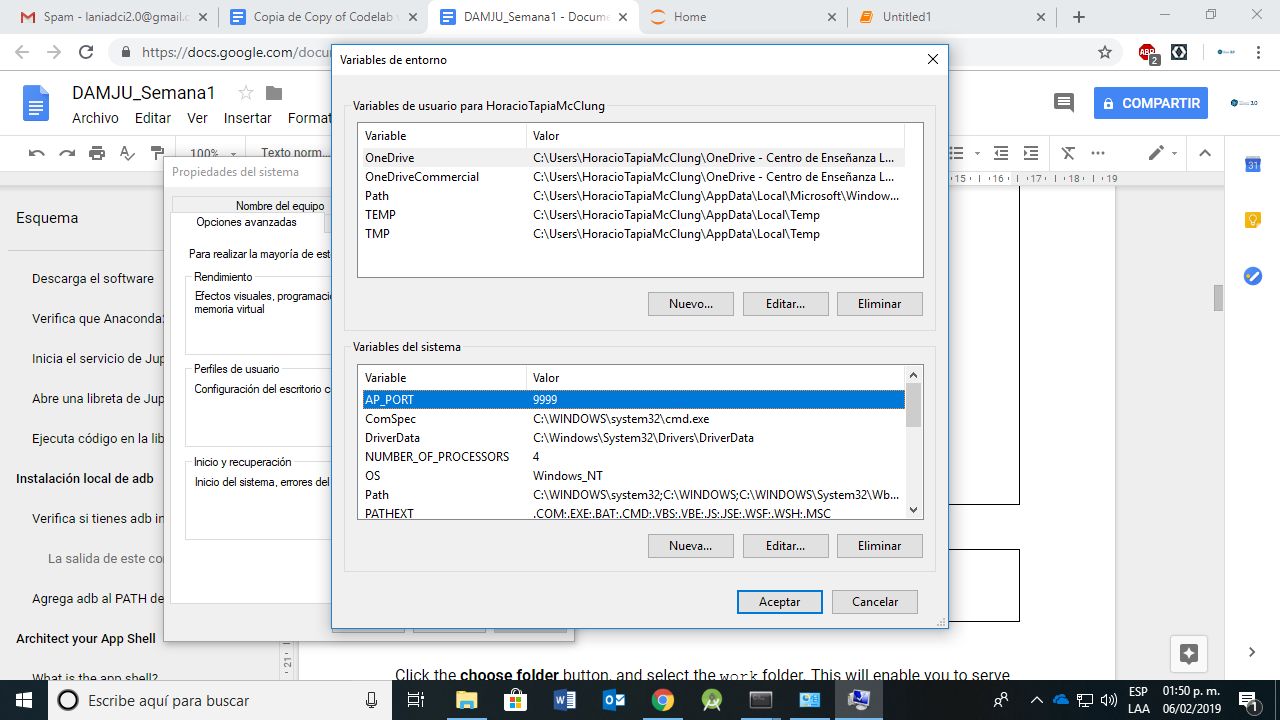 Spam - laniadci2.0@gmail.c
Copia de Copy of Codelab
DAMJU_Semana1 - Docume
Home
Untitled1
https://docs.google.com/docu
2
DAMJU_Semana1
Archivo Editar Ver Insertar Format
COMPARTIR
100% Texto norm...
15 16 17 18 19
31
Esquema
Descarga el software
Verifica que Anaconda
Inicia el servicio de Jup
Abre una libreta de Jup
Ejecuta código en la lib
Instalación local de adb
Verifica si tienes adb in
La salida de este co
Agrega adb al PATH de
Architect your App Shell
What is the app shell?
Propiedades del sistema
Nombre del equipo
Opciones avanzadas
Para realizar la mayoría de est
Rendimiento
Efectos visuales, programació
memoria virtual
Perfiles de usuario
Configuración del escritorio c
Inicio y recuperación
Inicio del sistema, errores del
Variables de entorno
Variables de usuario para HoracioTapiaMcClung
Variable Valor
OneDrive C:\Users\HoracioTapiaMcClung\OneDrive - Centro de Enseñanza L...
OneDriveCommercial C:\Users\HoracioTapiaMcClung\OneDrive - Centro de Enseñanza L...
Path C:\Users\HoracioTapiaMcClung\AppData\Local\Microsoft\Window...
TEMP C:\Users\HoracioTapiaMcClung\AppData\Local\Temp
TMP C:\Users\HoracioTapiaMcClung\AppData\Local\Temp
Nuevo... Editar... Eliminar
Variables del sistema
Variable Valor
AP_PORT 9999
ComSpec C:\WINDOWS\system32\cmd.exe
DriverData C:\Windows\System32\Drivers\DriverData
NUMBER_OF_PROCESSORS 4
OS Windows_NT
Path C:\WINDOWS\system32;C:\WINDOWS;C:\WINDOWS\System32\Wb...
PATHEXT .COM;.EXE;.BAT;.CMD;.VBS;.VBE;.JS;.JSE;.WSF;.WSH;.MSC
Nueva... Editar... Eliminar
Aceptar Cancelar
21
Click the choose folder button, and select the work folder. This will enable you to serve
Escribe aquí para buscar
ESP
LAA
01:50 p. m.
06/02/2019
1